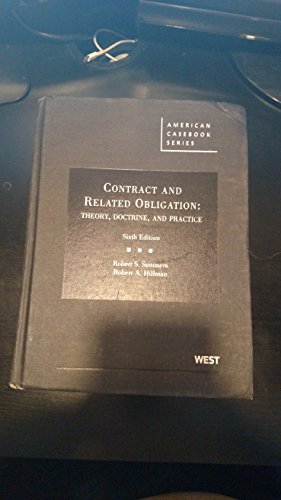 AMERICAN
CASEBOOK
SERIES
CONTRACT AND
RELATED OBLIGATION:
THEORY, DOCTRINE, AND PRACTICE
Sixth Edition
Robert S. Summers
Robert A. Hillman
WEST